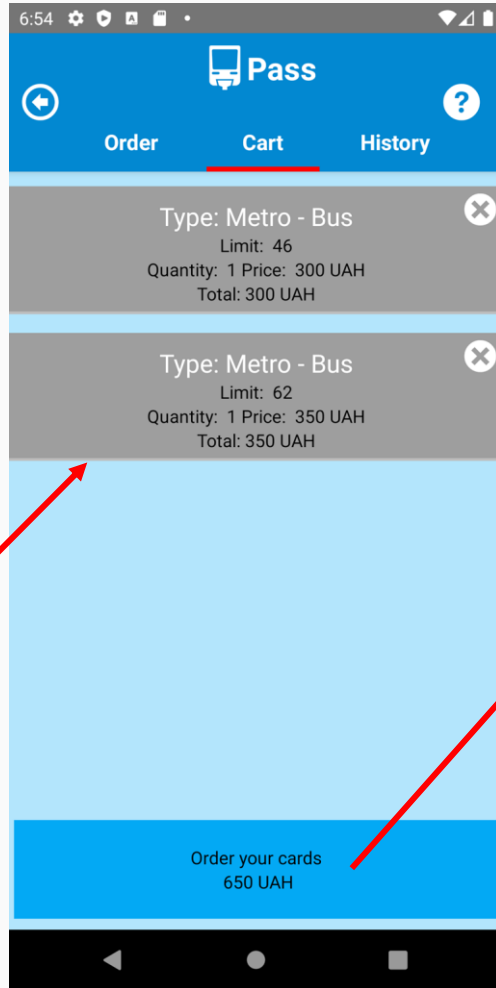 6:54
Pass
?
Order Cart History
Type: Metro - Bus
Limit: 46
Quantity: 1 Price: 300 UAH
Total: 300 UAH
Type: Metro - Bus
Limit: 62
Quantity: 1 Price: 350 UAH
Total: 350 UAH
Order your cards
650 UAH